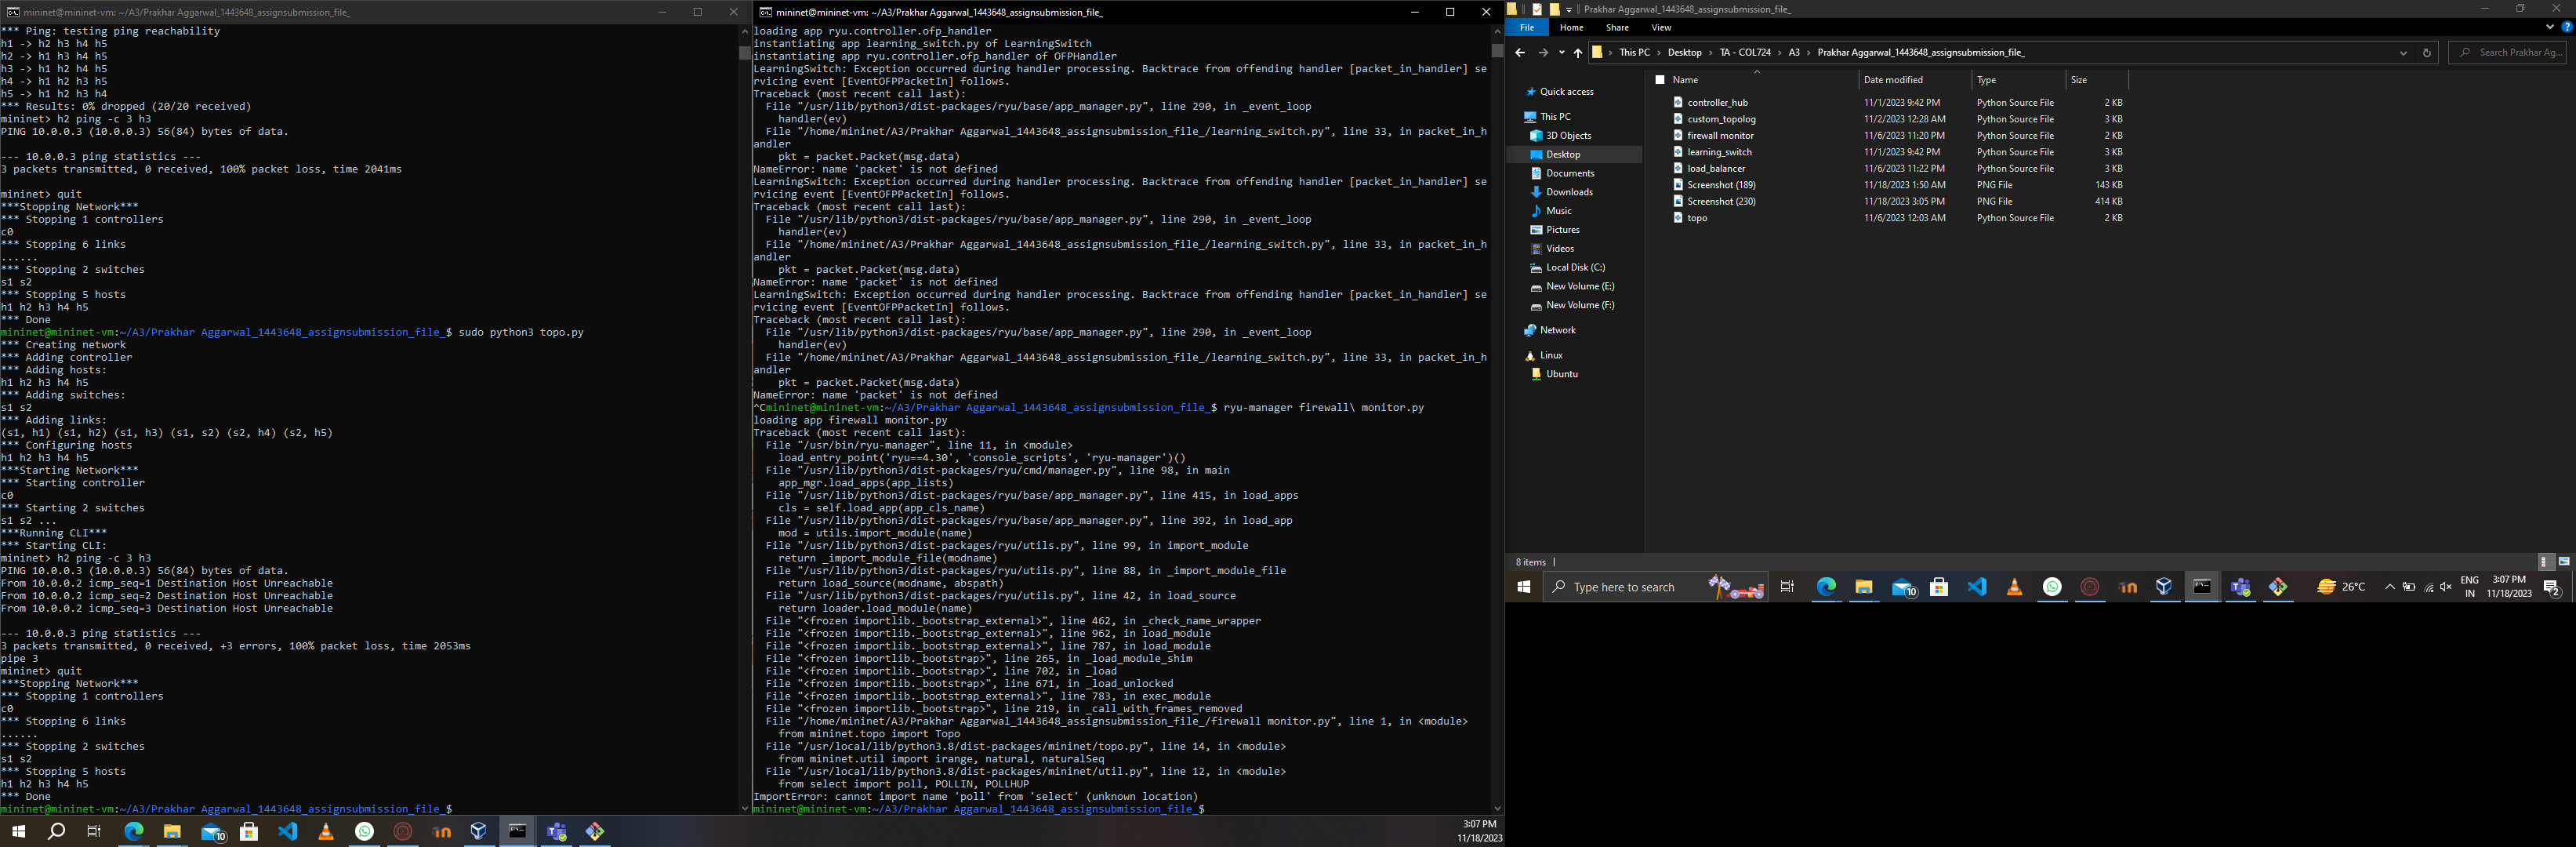 mininet@mininet-vm: ~/A3/Prakhar Aggarwal_1443648_assignsubmission_file_
*** Ping: testing ping reachability
h1 -> h2 h3 h4 h5
h2 -> h1 h3 h4 h5
h3 -> h1 h2 h4 h5
h4 -> h1 h2 h3 h5
h5 -> h1 h2 h3 h4
*** Results: 0% dropped (20/20 received)
mininet> h2 ping -c 3 h3
PING 10.0.0.3 (10.0.0.3) 56(84) bytes of data.
--- 10.0.0.3 ping statistics ---
3 packets transmitted, 0 received, 100% packet loss, time 2041ms
mininet> quit
***Stopping Network***
*** Stopping 1 controllers
c0
*** Stopping 6 links
......
*** Stopping 2 switches
s1 s2
*** Stopping 5 hosts
h1 h2 h3 h4 h5
*** Done
mininet@mininet-vm:~/A3/Prakhar Aggarwal_1443648_assignsubmission_file_$ sudo python3 topo.py
*** Creating network
*** Adding controller
*** Adding hosts:
h1 h2 h3 h4 h5
*** Adding switches:
s1 s2
*** Adding links:
(s1, h1) (s1, h2) (s1, h3) (s1, s2) (s2, h4) (s2, h5)
*** Configuring hosts
h1 h2 h3 h4 h5
***Starting Network***
*** Starting controller
c0
*** Starting 2 switches
s1 s2 ...
***Running CLI***
*** Starting CLI:
mininet> h2 ping -c 3 h3
PING 10.0.0.3 (10.0.0.3) 56(84) bytes of data.
From 10.0.0.2 icmp_seq=1 Destination Host Unreachable
From 10.0.0.2 icmp_seq=2 Destination Host Unreachable
From 10.0.0.2 icmp_seq=3 Destination Host Unreachable
--- 10.0.0.3 ping statistics ---
3 packets transmitted, 0 received, +3 errors, 100% packet loss, time 2053ms
pipe 3
mininet> quit
***Stopping Network***
*** Stopping 1 controllers
c0
*** Stopping 6 links
......
*** Stopping 2 switches
s1 s2
*** Stopping 5 hosts
h1 h2 h3 h4 h5
*** Done
mininet@mininet-vm:~/A3/Prakhar Aggarwal_1443648_assignsubmission_file_$
mininet@mininet-vm: ~/A3/Prakhar Aggarwal_1443648_assignsubmission_file_
loading app ryu.controller.ofp_handler
instantiating app learning_switch.py of LearningSwitch
instantiating app ryu.controller.ofp_handler of OFPHandler
LearningSwitch: Exception occurred during handler processing. Backtrace from offending handler [packet_in_handler] se
rvicing event [EventOFPPacketIn] follows.
Traceback (most recent call last):
File "/usr/lib/python3/dist-packages/ryu/base/app_manager.py", line 290, in _event_loop
handler(ev)
File "/home/mininet/A3/Prakhar Aggarwal_1443648_assignsubmission_file_/learning_switch.py", line 33, in packet_in_h
andler
pkt = packet.Packet(msg.data)
NameError: name 'packet' is not defined
LearningSwitch: Exception occurred during handler processing. Backtrace from offending handler [packet_in_handler] se
rvicing event [EventOFPPacketIn] follows.
Traceback (most recent call last):
File "/usr/lib/python3/dist-packages/ryu/base/app_manager.py", line 290, in _event_loop
handler(ev)
File "/home/mininet/A3/Prakhar Aggarwal_1443648_assignsubmission_file_/learning_switch.py", line 33, in packet_in_h
andler
pkt = packet.Packet(msg.data)
NameError: name 'packet' is not defined
LearningSwitch: Exception occurred during handler processing. Backtrace from offending handler [packet_in_handler] se
rvicing event [EventOFPPacketIn] follows.
Traceback (most recent call last):
File "/usr/lib/python3/dist-packages/ryu/base/app_manager.py", line 290, in _event_loop
handler(ev)
File "/home/mininet/A3/Prakhar Aggarwal_1443648_assignsubmission_file_/learning_switch.py", line 33, in packet_in_h
andler
pkt = packet.Packet(msg.data)
NameError: name 'packet' is not defined
^Cmininet@mininet-vm:~/A3/Prakhar Aggarwal_1443648_assignsubmission_file_$ ryu-manager firewall\ monitor.py
loading app firewall monitor.py
Traceback (most recent call last):
File "/usr/bin/ryu-manager", line 11, in <module>
load_entry_point('ryu==4.30', 'console_scripts', 'ryu-manager')()
File "/usr/lib/python3/dist-packages/ryu/cmd/manager.py", line 98, in main
app_mgr.load_apps(app_lists)
File "/usr/lib/python3/dist-packages/ryu/base/app_manager.py", line 415, in load_apps
cls = self.load_app(app_cls_name)
File "/usr/lib/python3/dist-packages/ryu/base/app_manager.py", line 392, in load_app
mod = utils.import_module(name)
File "/usr/lib/python3/dist-packages/ryu/utils.py", line 99, in import_module
return _import_module_file(modname)
File "/usr/lib/python3/dist-packages/ryu/utils.py", line 88, in _import_module_file
return load_source(modname, abspath)
File "/usr/lib/python3/dist-packages/ryu/utils.py", line 42, in load_source
return loader.load_module(name)
File "<frozen importlib._bootstrap_external>", line 462, in _check_name_wrapper
File "<frozen importlib._bootstrap_external>", line 962, in load_module
File "<frozen importlib._bootstrap_external>", line 787, in load_module
File "<frozen importlib._bootstrap>", line 265, in _load_module_shim
File "<frozen importlib._bootstrap>", line 702, in _load
File "<frozen importlib._bootstrap>", line 671, in _load_unlocked
File "<frozen importlib._bootstrap_external>", line 783, in exec_module
File "<frozen importlib._bootstrap>", line 219, in _call_with_frames_removed
File "/home/mininet/A3/Prakhar Aggarwal_1443648_assignsubmission_file_/firewall monitor.py", line 1, in <module>
from mininet.topo import Topo
File "/usr/local/lib/python3.8/dist-packages/mininet/topo.py", line 14, in <module>
from mininet.util import irange, natural, naturalSeq
File "/usr/local/lib/python3.8/dist-packages/mininet/util.py", line 12, in <module>
from select import poll, POLLIN, POLLHUP
ImportError: cannot import name 'poll' from 'select' (unknown location)
mininet@mininet-vm:~/A3/Prakhar Aggarwal_1443648_assignsubmission_file_$
10
3:07 PM
11/18/2023
Prakhar Aggarwal_1443648_assignsubmission_file_
File Home Share View
This PC > Desktop > TA - COL724 > A3 > Prakhar Aggarwal_1443648_assignsubmission_file_
Search Prakhar Ag...
Quick access
This PC
3D Objects
Desktop
Documents
Downloads
Music
Pictures
Videos
Local Disk (C:)
New Volume (E:)
New Volume (F:)
Network
Linux
Ubuntu
Name Date modified Type Size
controller_hub 11/1/2023 9:42 PM Python Source File 2 KB
custom_topolog 11/2/2023 12:28 AM Python Source File 3 KB
firewall monitor 11/6/2023 11:20 PM Python Source File 2 KB
learning_switch 11/1/2023 9:42 PM Python Source File 3 KB
load_balancer 11/6/2023 11:22 PM Python Source File 3 KB
Screenshot (189) 11/18/2023 1:50 AM PNG File 143 KB
Screenshot (230) 11/18/2023 3:05 PM PNG File 414 KB
topo 11/6/2023 12:03 AM Python Source File 2 KB
8 items
Type here to search
10
26°C
ENG
IN
3:07 PM
11/18/2023
2